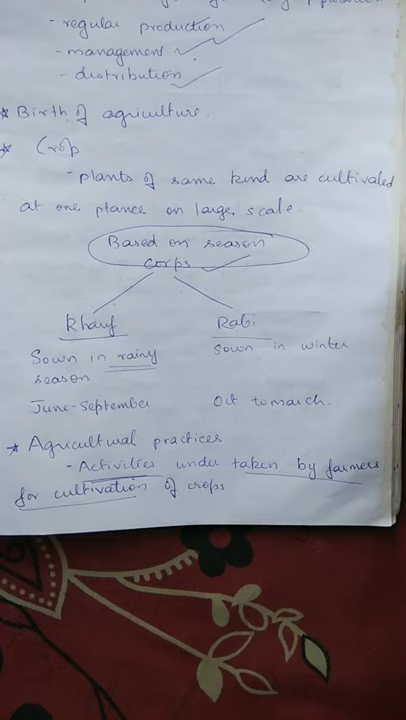 - regular production
- management
- distribution
* Birth of agriculture.
* Crop
- plants of same kind are cultivated
at one plance on large scale.
Based on season
corps
Kharif
Rabi
Sown in rainy
season
Sown in winter
June-September
Oct to march.
* Agricultural practices
- Activities under taken by farmers
for cultivation of crops